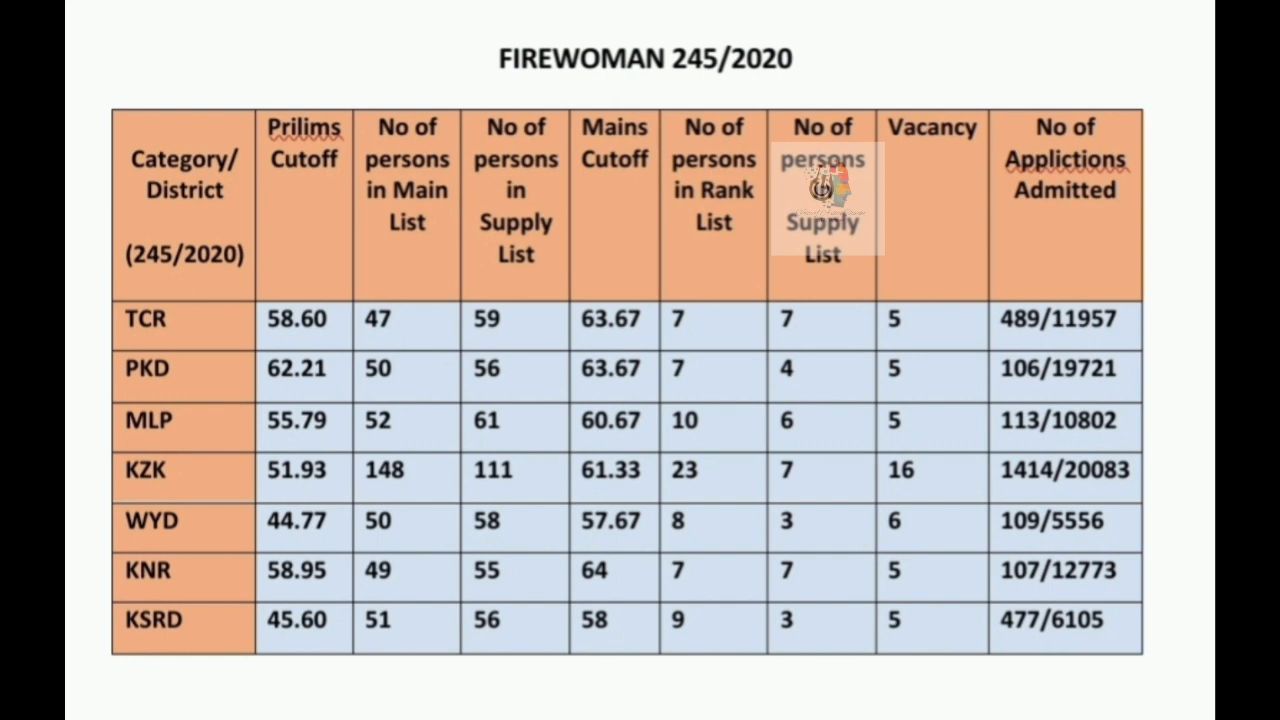 FIREWOMAN 245/2020
Category/ District (245/2020) | Prilims Cutoff | No of persons in Main List | No of persons in Supply List | Mains Cutoff | No of persons in Rank List | No of persons Supply List | Vacancy | No of Applictions Admitted
TCR | 58.60 | 47 | 59 | 63.67 | 7 | 7 | 5 | 489/11957
PKD | 62.21 | 50 | 56 | 63.67 | 7 | 4 | 5 | 106/19721
MLP | 55.79 | 52 | 61 | 60.67 | 10 | 6 | 5 | 113/10802
KZK | 51.93 | 148 | 111 | 61.33 | 23 | 7 | 16 | 1414/20083
WYD | 44.77 | 50 | 58 | 57.67 | 8 | 3 | 6 | 109/5556
KNR | 58.95 | 49 | 55 | 64 | 7 | 7 | 5 | 107/12773
KSRD | 45.60 | 51 | 56 | 58 | 9 | 3 | 5 | 477/6105